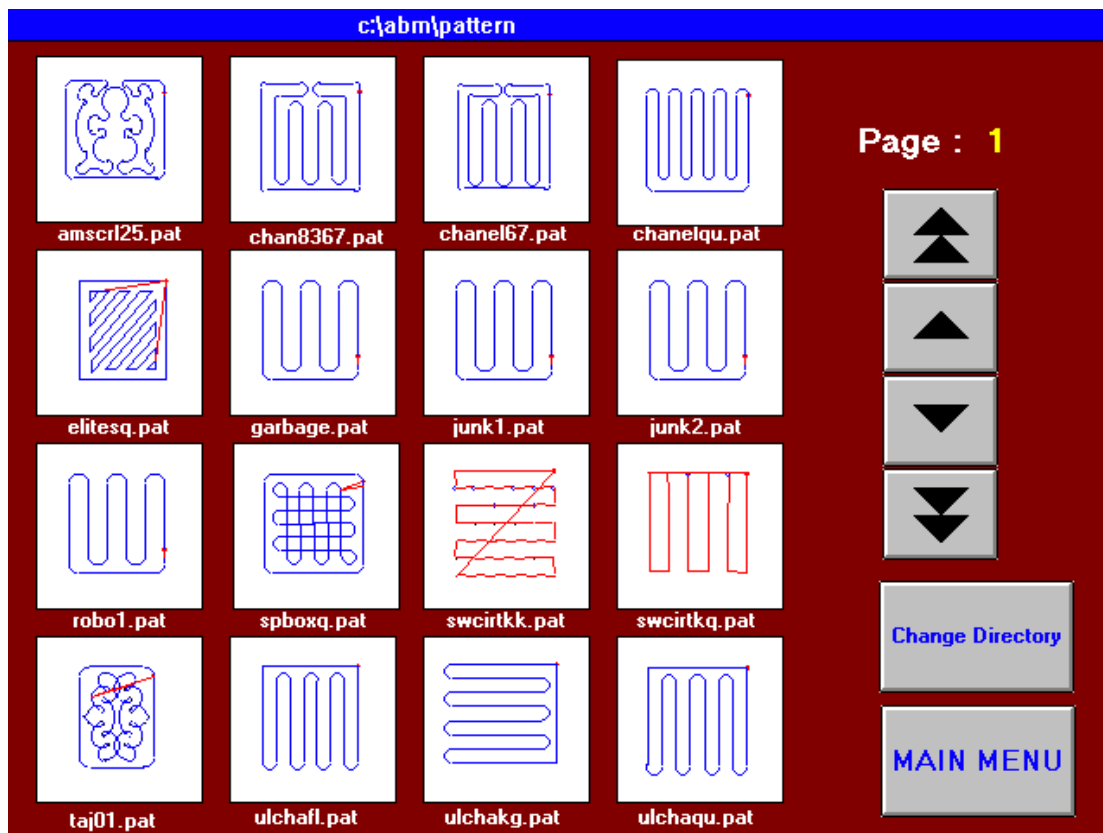 c:\abm\pattern
Page : 1
amscrl25.pat
chan8367.pat
chanel67.pat
chanelqu.pat
elitesq.pat
garbage.pat
junk1.pat
junk2.pat
robo1.pat
spboxq.pat
swcirtkk.pat
swcirtkq.pat
Change Directory
taj01.pat
ulchafl.pat
ulchakg.pat
ulchaqu.pat
MAIN MENU